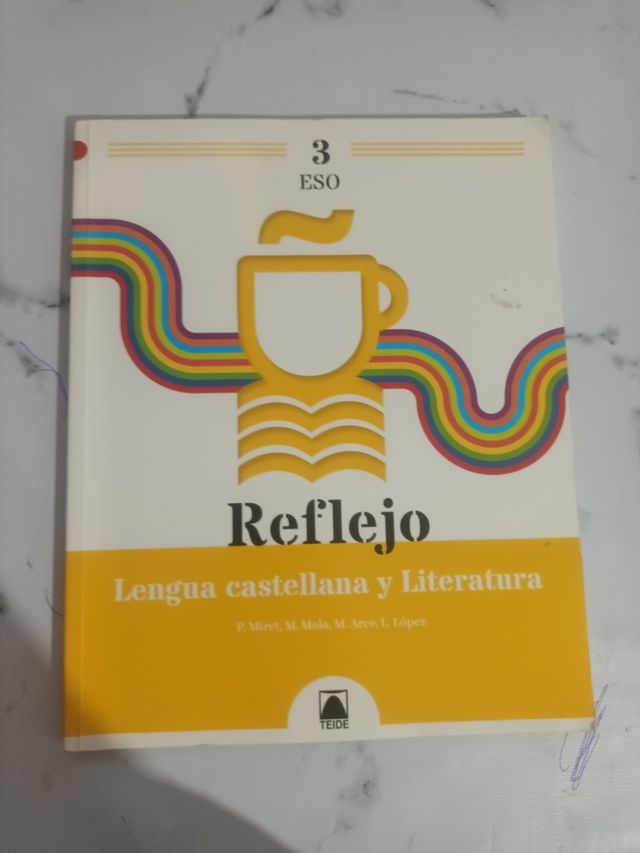 3
ESO
Reflejo
Lengua castellana y Literatura
P. Miret, M. Mola, M. Arce, L. López
TEIDE